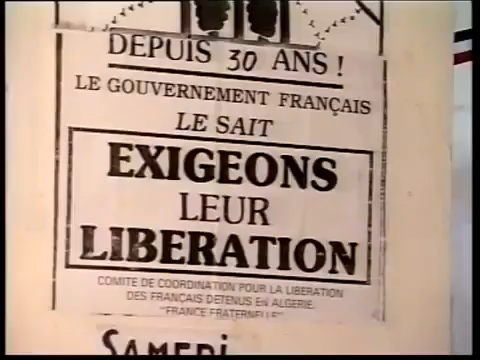 DEPUIS 30 ANS !
LE GOUVERNEMENT FRANÇAIS
LE SAIT
EXIGEONS
LEUR
LIBERATION
COMITE DE COORDINATION POUR LA LIBERATION
DES FRANÇAIS DETENUS EN ALGERIE.
"FRANCE FRATERNELLE"
SAMEDI